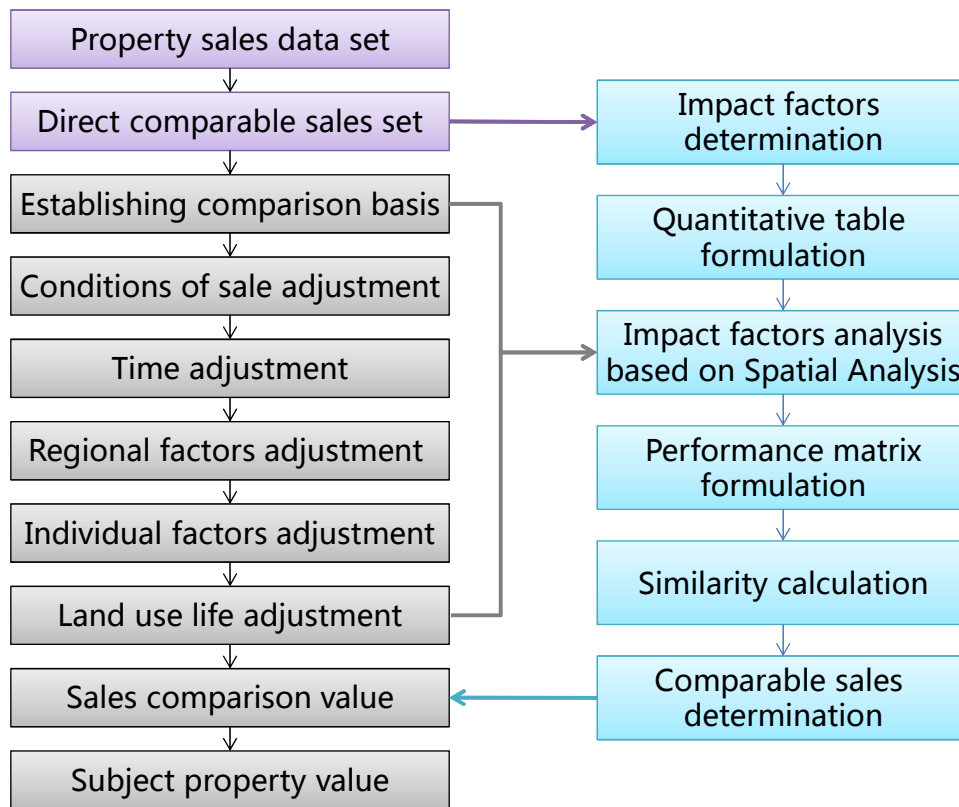 Property sales data set
Direct comparable sales set
Establishing comparison basis
Conditions of sale adjustment
Time adjustment
Regional factors adjustment
Individual factors adjustment
Land use life adjustment
Sales comparison value
Subject property value
Impact factors
determination
Quantitative table
formulation
Impact factors analysis
based on Spatial Analysis
Performance matrix
formulation
Similarity calculation
Comparable sales
determination